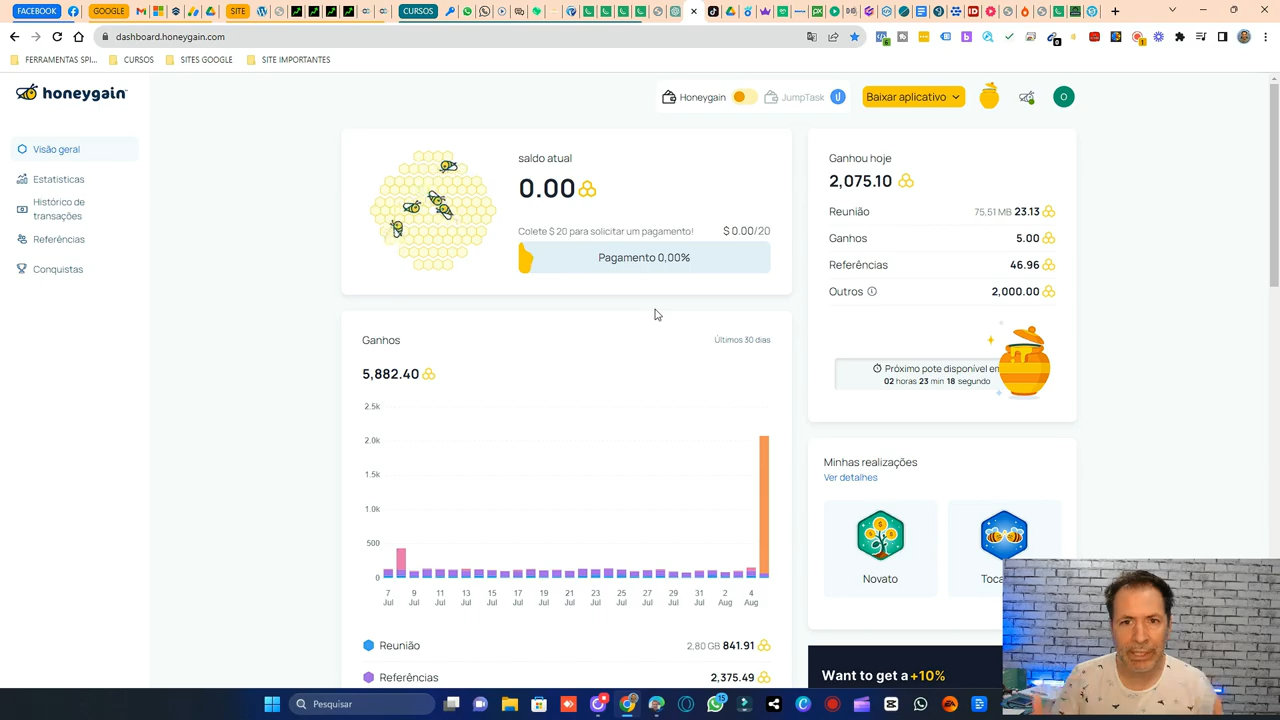 FACEBOOK
GOOGLE
SITE
CURSOS
dashboard.honeygain.com
FERRAMENTAS SPI...
CURSOS
SITES GOOGLE
SITE IMPORTANTES
honeygain
Honeygain
JumpTask
Baixar aplicativo
O
Visão geral
Estatisticas
Histórico de
transações
Referências
Conquistas
saldo atual
0.00
Colete $ 20 para solicitar um pagamento!
$ 0.00/20
Pagamento 0,00%
Ganhou hoje
2,075.10
Reunião
75.51 MB 23.13
Ganhos
5.00
Referências
46.96
Outros
2,000.00
Próximo pote disponível em
02 horas 23 min 18 segundo
Ganhos
Últimos 30 dias
5,882.40
2.5k
2.0k
1.5k
1.0k
500
0
7 9 11 13 15 17 19 21 23 25 27 29 31 2 4
Jul Jul Jul Jul Jul Jul Jul Jul Jul Jul Jul Jul Jul Aug Aug
Reunião
2,80 GB 841.91
Referências
2,375.49
Minhas realizações
Ver detalhes
Novato
Toca
Want to get a +10%
Pesquisar
15